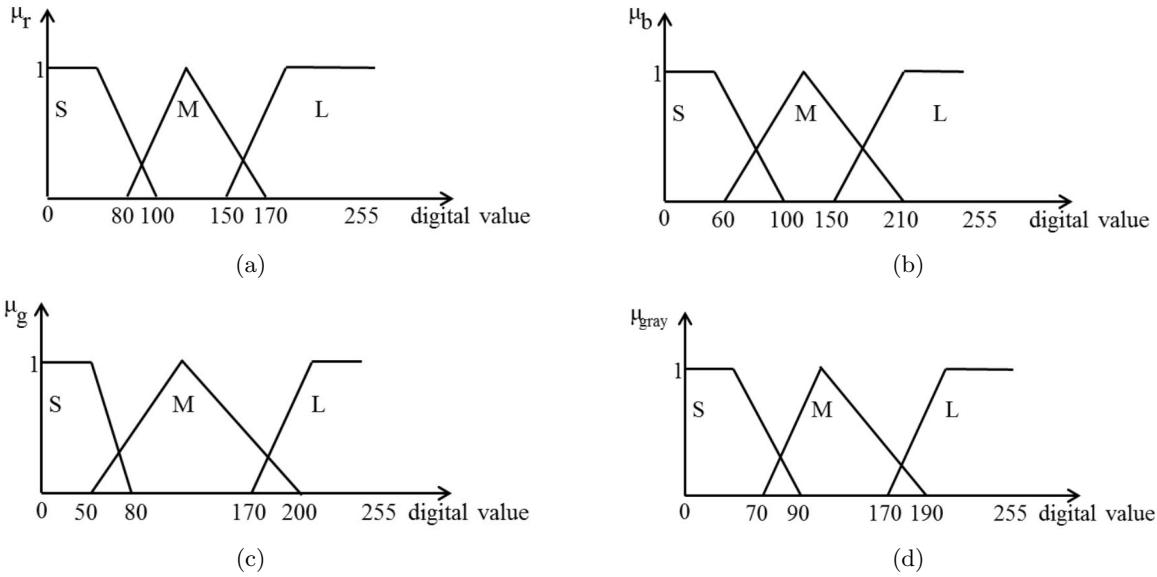 μr
1
S M L
0 80 100 150 170 255 digital value
(a)
μb
1
S M L
0 60 100 150 210 255 digital value
(b)
μg
1
S M L
0 50 80 170 200 255 digital value
(c)
μgray
1
S M L
0 70 90 170 190 255 digital value
(d)